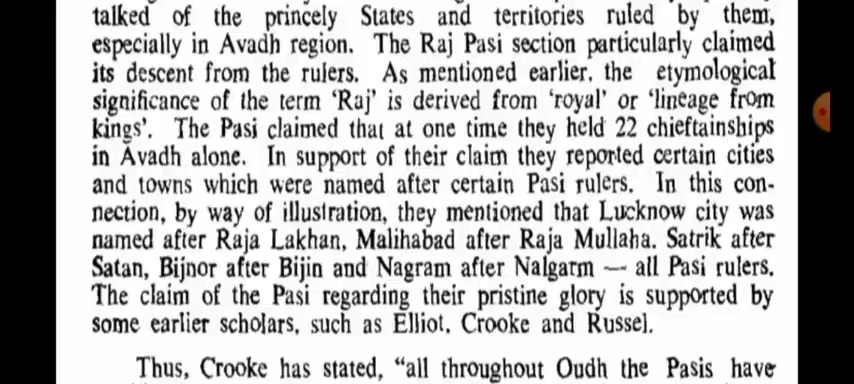 talked of the princely States and territories ruled by them,
especially in Avadh region. The Raj Pasi section particularly claimed
its descent from the rulers. As mentioned earlier, the etymological
significance of the term 'Raj' is derived from 'royal' or 'lineage from
kings'. The Pasi claimed that at one time they held 22 chieftainships
in Avadh alone. In support of their claim they reported certain cities
and towns which were named after certain Pasi rulers. In this con-
nection, by way of illustration, they mentioned that Lucknow city was
named after Raja Lakhan, Malihabad after Raja Mullaha. Satrik after
Satan, Bijnor after Bijin and Nagram after Nalgarm — all Pasi rulers.
The claim of the Pasi regarding their pristine glory is supported by
some earlier scholars, such as Elliot, Crooke and Russel.
Thus, Crooke has stated, "all throughout Oudh the Pasis have